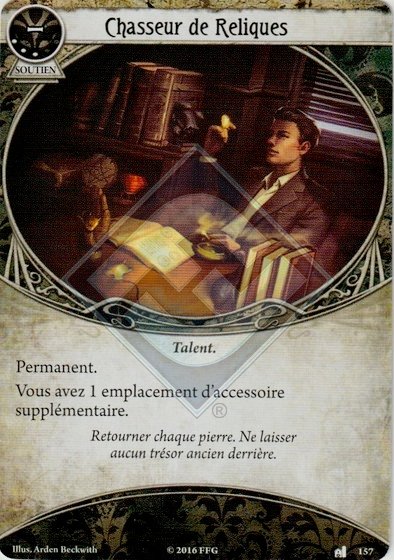 Chasseur de Reliques
SOUTIEN
Talent.
Permanent.
Vous avez 1 emplacement d'accessoire
supplémentaire.
®
Retourner chaque pierre. Ne laisser
aucun trésor ancien derrière.
Illus. Arden Beckwith
© 2016 FFG
157